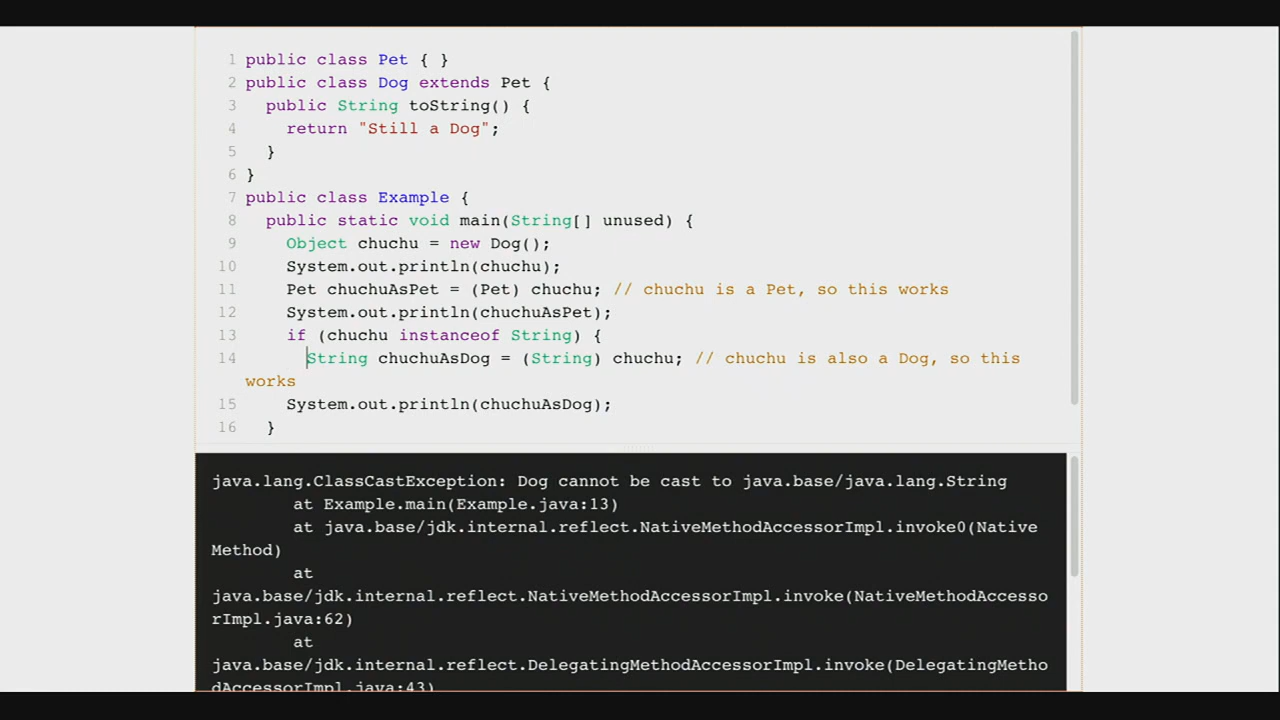 1 public class Pet { }
2 public class Dog extends Pet {
3 public String toString() {
4 return "Still a Dog";
5 }
6 }
7 public class Example {
8 public static void main(String[] unused) {
9 Object chuchu = new Dog();
10 System.out.println(chuchu);
11 Pet chuchuAsPet = (Pet) chuchu; // chuchu is a Pet, so this works
12 System.out.println(chuchuAsPet);
13 if (chuchu instanceof String) {
14 String chuchuAsDog = (String) chuchu; // chuchu is also a Dog, so this
works
15 System.out.println(chuchuAsDog);
16 }
java.lang.ClassCastException: Dog cannot be cast to java.base/java.lang.String
at Example.main(Example.java:13)
at java.base/jdk.internal.reflect.NativeMethodAccessorImpl.invoke0(Native
Method)
at
java.base/jdk.internal.reflect.NativeMethodAccessorImpl.invoke(NativeMethodAccesso
rImpl.java:62)
at
java.base/jdk.internal.reflect.DelegatingMethodAccessorImpl.invoke(DelegatingMetho
dAccessorImpl.java:43)